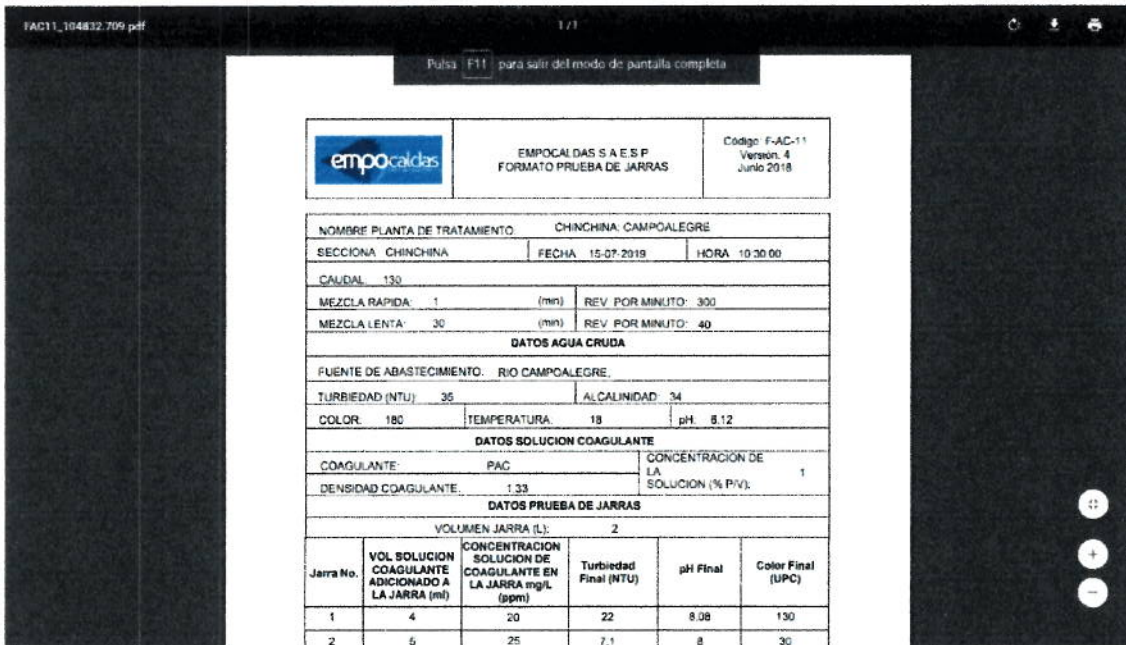 FAC11_104832.709.pdf
1 / 1
Pulsa F11 para salir del modo de pantalla completa
empocaldas
EMPOCALDAS S A E.S P
FORMATO PRUEBA DE JARRAS
Código: F-AC-11
Versión. 4
Junio 2018
NOMBRE PLANTA DE TRATAMIENTO: CHINCHINA; CAMPOALEGRE
SECCIONA CHINCHINA FECHA 15-07-2019 HORA 10:30:00
CAUDAL 130
MEZCLA RAPIDA: 1 (min) REV POR MINUTO: 300
MEZCLA LENTA: 30 (min) REV POR MINUTO: 40
DATOS AGUA CRUDA
FUENTE DE ABASTECIMIENTO. RIO CAMPOALEGRE,
TURBIEDAD (NTU) 35 ALCALINIDAD 34
COLOR: 180 TEMPERATURA. 18 pH: 8.12
DATOS SOLUCION COAGULANTE
COAGULANTE: PAC
CONCENTRACION DE
LA
SOLUCION (% P/V): 1
DENSIDAD COAGULANTE. 1.33
DATOS PRUEBA DE JARRAS
VOLUMEN JARRA (L): 2
Jarra No.
VOL SOLUCION
COAGULANTE
ADICIONADO A
LA JARRA (ml)
CONCENTRACION
SOLUCION DE
COAGULANTE EN
LA JARRA mg/L
(ppm)
Turbiedad
Final (NTU)
pH Final
Color Final
(UPC)
1 4 20 22 8.08 130
2 5 25 7.1 8 30